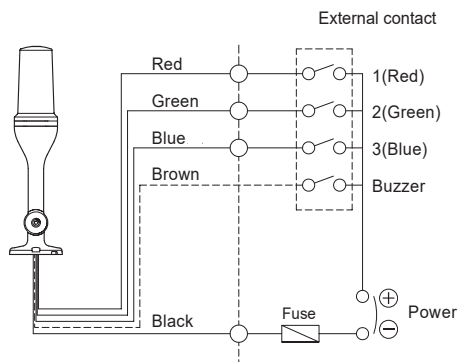 External contact
Red
1(Red)
Green
2(Green)
Blue
3(Blue)
Brown
Buzzer
Black
Fuse
+
Power
−